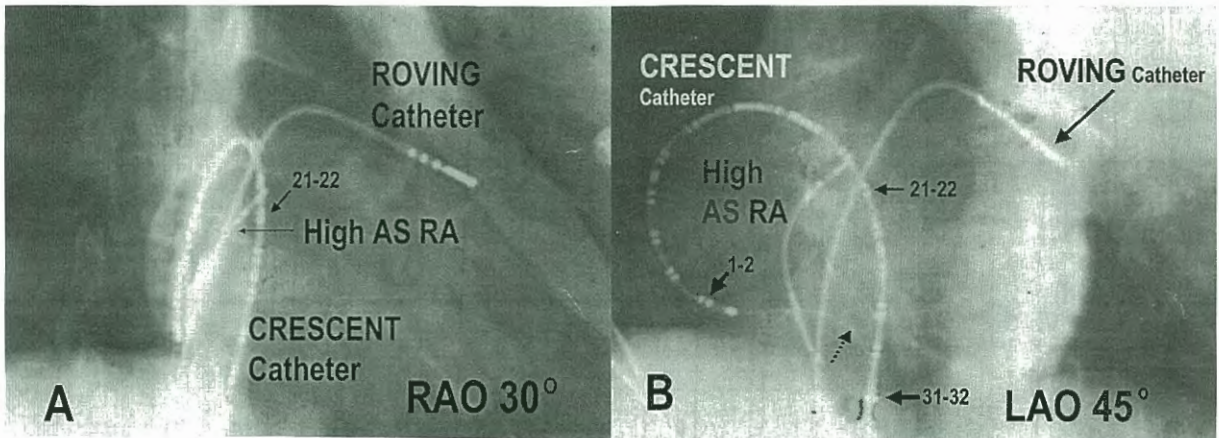 ROVING
Catheter
21-22
High AS RA
CRESCENT
Catheter
A
RAO 30°
CRESCENT
Catheter
ROVING Catheter
High
AS RA
21-22
1-2
31-32
B
LAO 45°